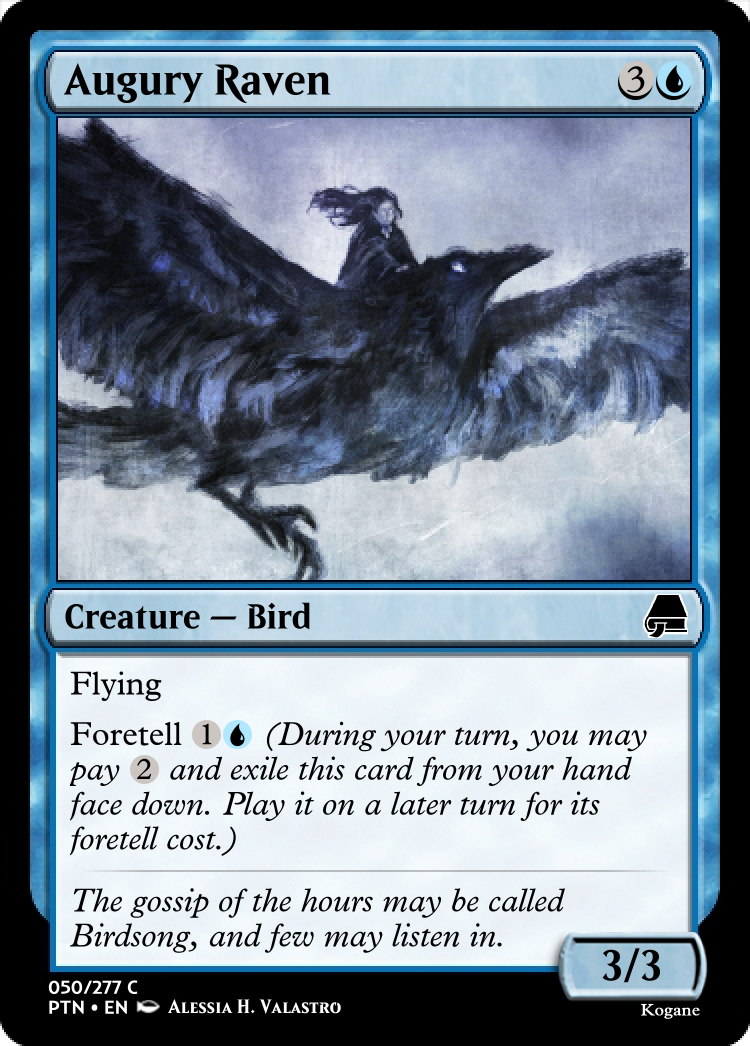 Augury Raven 3
Creature — Bird
Flying
Foretell 1 (During your turn, you may
pay 2 and exile this card from your hand
face down. Play it on a later turn for its
foretell cost.)
The gossip of the hours may be called
Birdsong, and few may listen in.
3/3
050/277 C
PTN • EN Alessia H. Valastro
Kogane